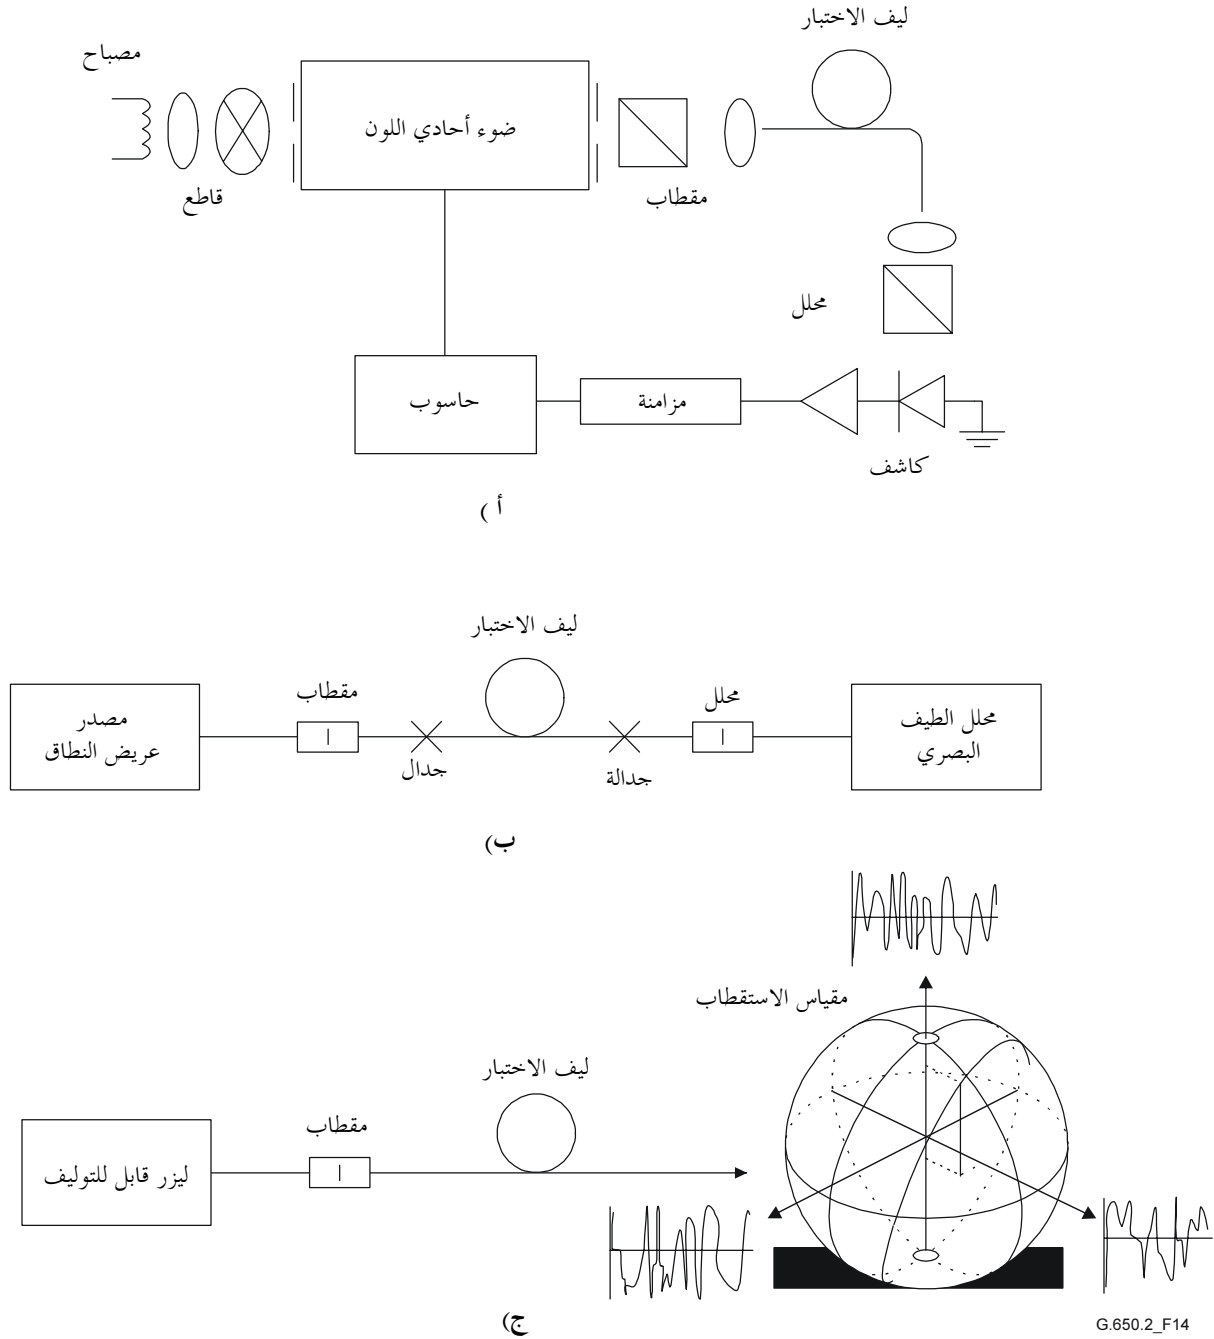 ليف الاختبار
مصباح
ضوء أحادي اللون
قاطع
مقطاب
محلل
حاسوب
مزامنة
كاشف
أ )
ليف الاختبار
مصدر
عريض النطاق
مقطاب
جدال
جدالة
محلل
محلل الطيف
البصري
ب)
مقياس الاستقطاب
ليف الاختبار
مقطاب
ليزر قابل للتوليف
ج)
G.650.2_F14